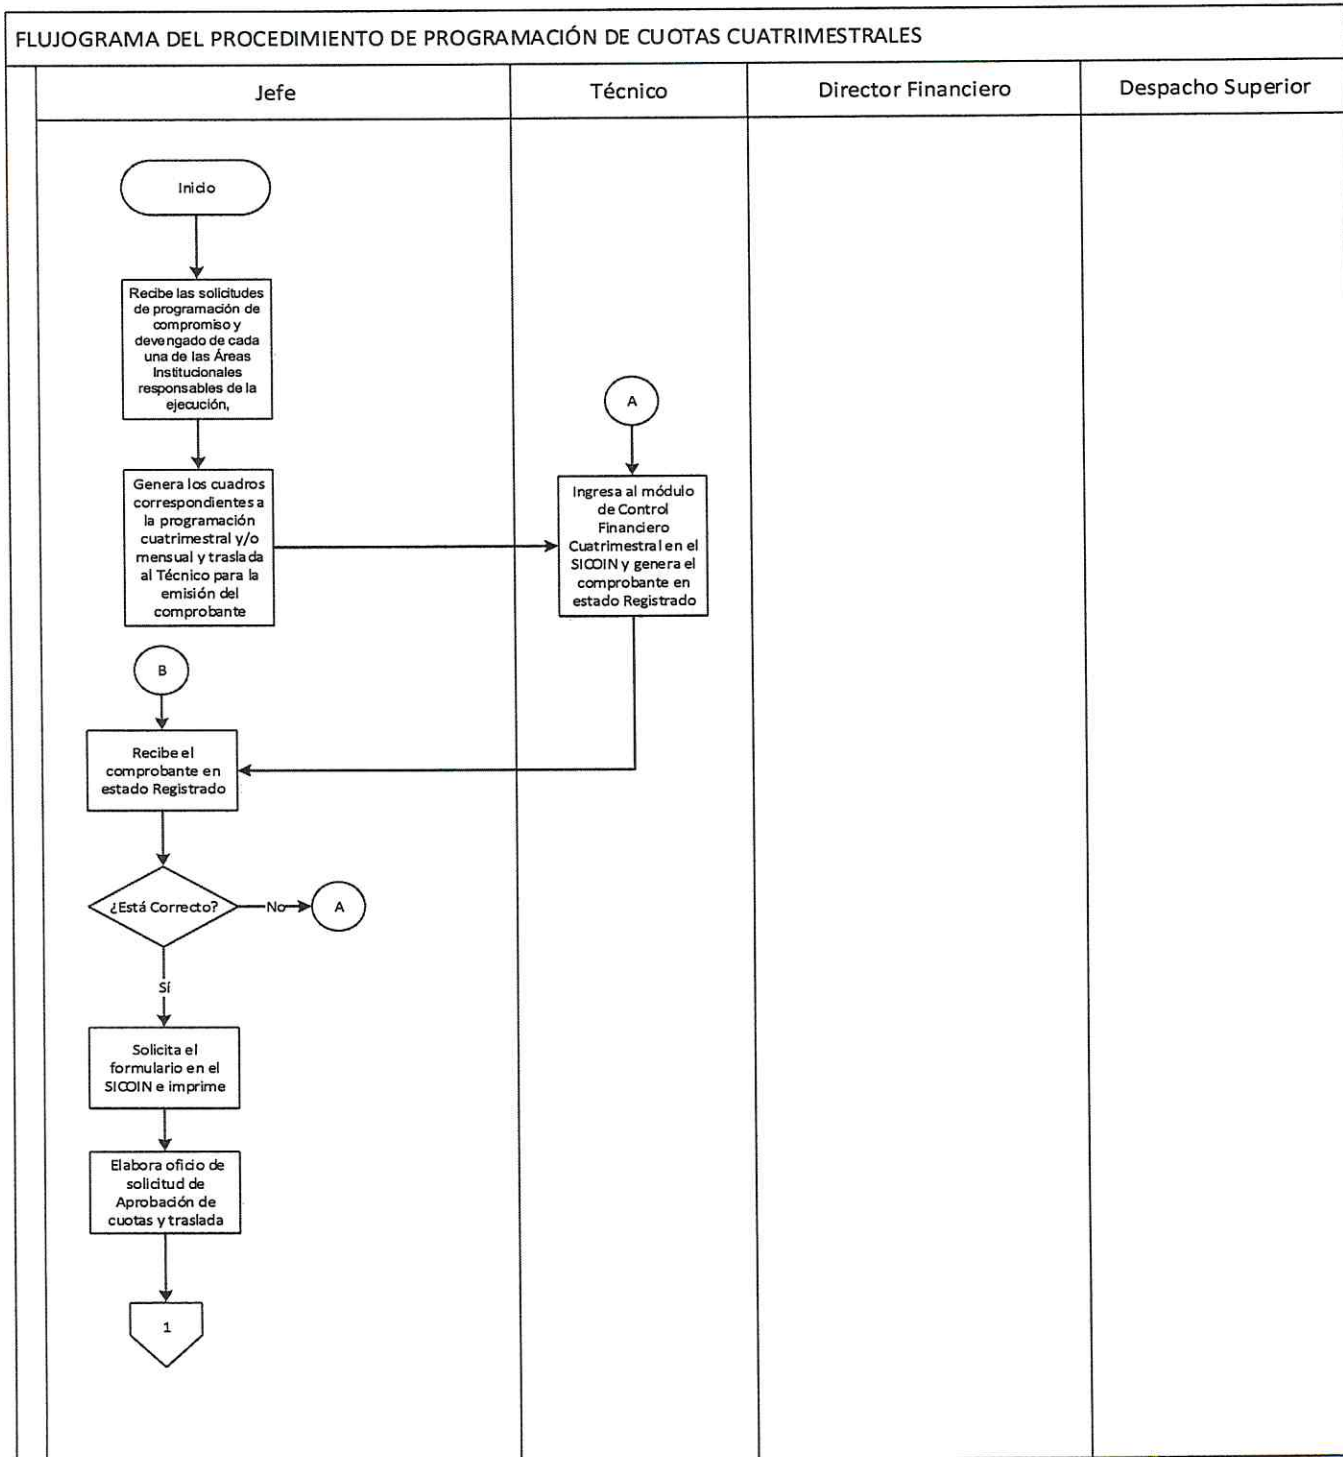 FLUJOGRAMA DEL PROCEDIMIENTO DE PROGRAMACIÓN DE CUOTAS CUATRIMESTRALES
Jefe
Técnico
Director Financiero
Despacho Superior
Inicio
Recibe las solicitudes
de programación de
compromiso y
devengado de cada
una de las Áreas
Institucionales
responsables de la
ejecución,
Genera los cuadros
correspondientes a
la programación
cuatrimestral y/o
mensual y traslada
al Técnico para la
emisión del
comprobante
A
Ingresa al módulo
de Control
Financiero
Cuatrimestral en el
SICOIN y genera el
comprobante en
estado Registrado
B
Recibe el
comprobante en
estado Registrado
¿Está Correcto?
No
A
Sí
Solicita el
formulario en el
SICOIN e imprime
Elabora oficio de
solicitud de
Aprobación de
cuotas y traslada
1